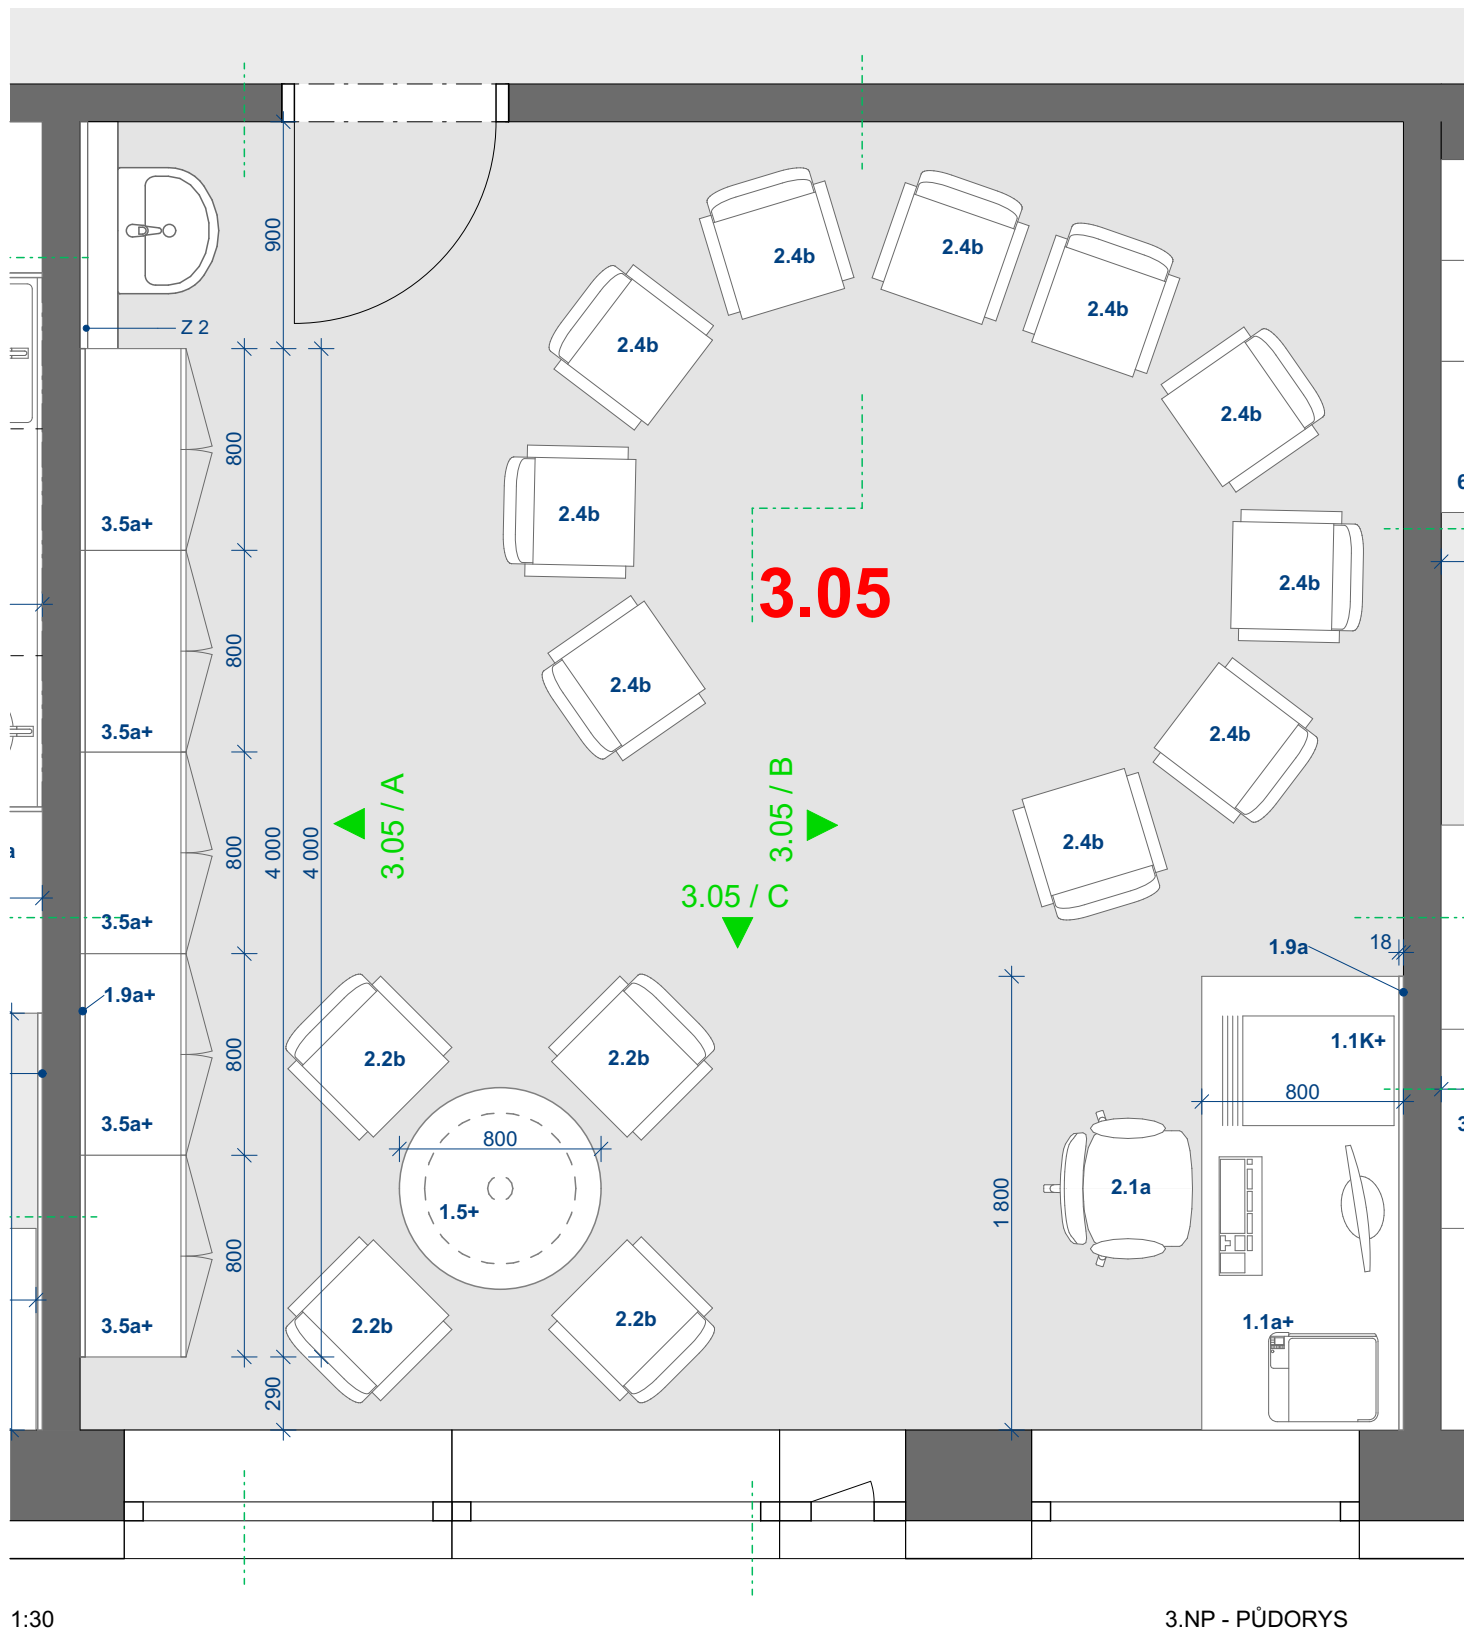 900
2.4b
2.4b
2.4b
Z 2
2.4b
2.4b
800
3.5a+
2.4b
2.4b
3.05
800
3.5a+
2.4b
2.4b
2.4b
3.05 / A
3.05 / B
800
4 000
4 000
3.05 / C
3.5a+
1.9a
18
1.9a+
800
2.2b
2.2b
1.1K+
800
3.5a+
800
1.5+
1 800
2.1a
800
3.5a+
2.2b
2.2b
1.1a+
290
1:30
3.NP - PŮDORYS